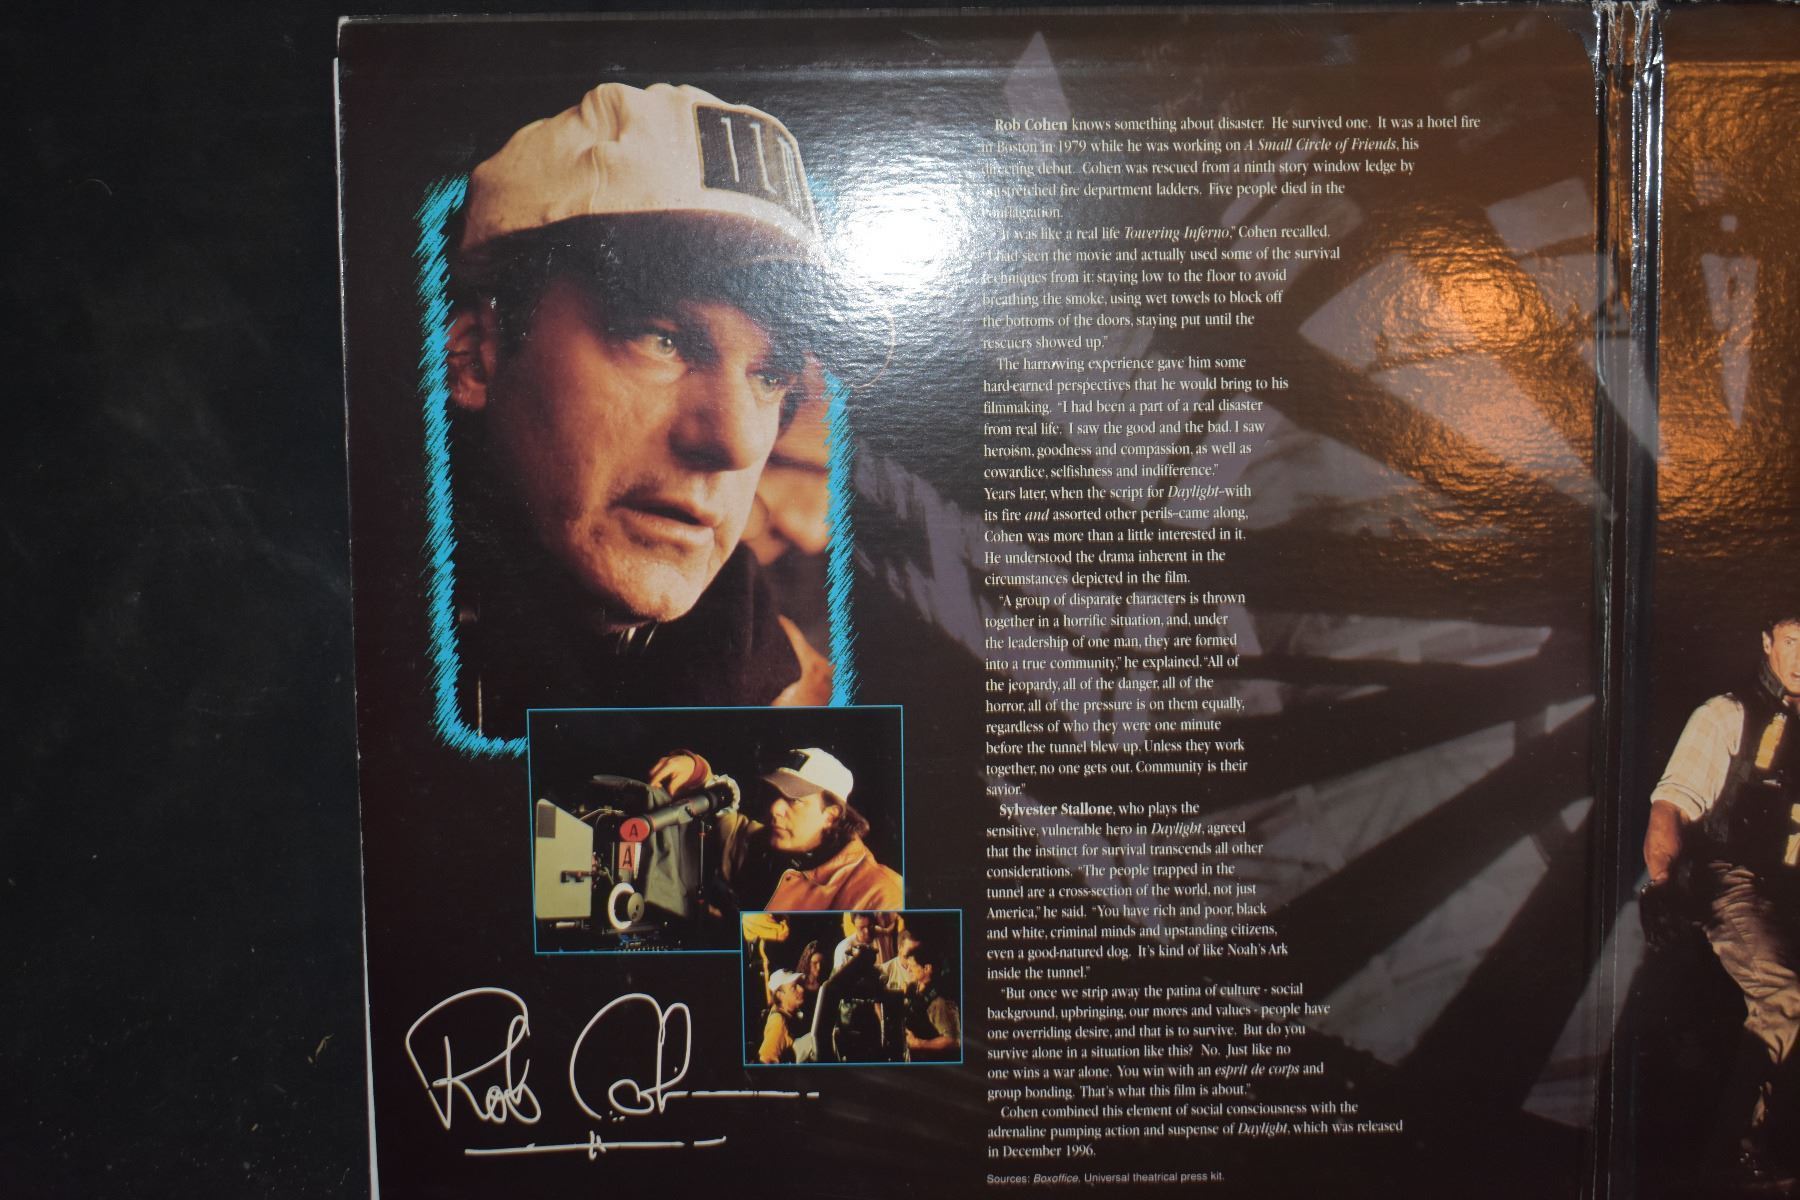 Rob Cohen knows something about disaster. He survived one. It was a hotel fire
in Boston in 1979 while he was working on A Small Circle of Friends, his
directing debut. Cohen was rescued from a ninth story window ledge by
outstretched fire department ladders. Five people died in the
conflagration.
"It was like a real life Towering Inferno," Cohen recalled.
"I had seen the movie and actually used some of the survival
techniques from it: staying low to the floor to avoid
breathing the smoke, using wet towels to block off
the bottoms of the doors, staying put until the
rescuers showed up."
The harrowing experience gave him some
hard-earned perspectives that he would bring to his
filmmaking. "I had been a part of a real disaster
from real life. I saw the good and the bad. I saw
heroism, goodness and compassion, as well as
cowardice, selfishness and indifference."
Years later, when the script for Daylight–with
its fire and assorted other perils–came along,
Cohen was more than a little interested in it.
He understood the drama inherent in the
circumstances depicted in the film.
"A group of disparate characters is thrown
together in a horrific situation, and, under
the leadership of one man, they are formed
into a true community," he explained. "All of
the jeopardy, all of the danger, all of the
horror, all of the pressure is on them equally,
regardless of who they were one minute
before the tunnel blew up. Unless they work
together, no one gets out. Community is their
savior."
Sylvester Stallone, who plays the
sensitive, vulnerable hero in Daylight, agreed
that the instinct for survival transcends all other
considerations. "The people trapped in the
tunnel are a cross-section of the world, not just
America," he said. "You have rich and poor, black
and white, criminal minds and upstanding citizens,
even a good-natured dog. It's kind of like Noah's Ark
inside the tunnel."
"But once we strip away the patina of culture - social
background, upbringing, our mores and values - people have
one overriding desire, and that is to survive. But do you
survive alone in a situation like this? No. Just like no
one wins a war alone. You win with an esprit de corps and
group bonding. That's what this film is about."
Cohen combined this element of social consciousness with the
adrenaline pumping action and suspense of Daylight, which was released
in December 1996.
Sources: Boxoffice, Universal theatrical press kit.
A
A
Rob Cohen